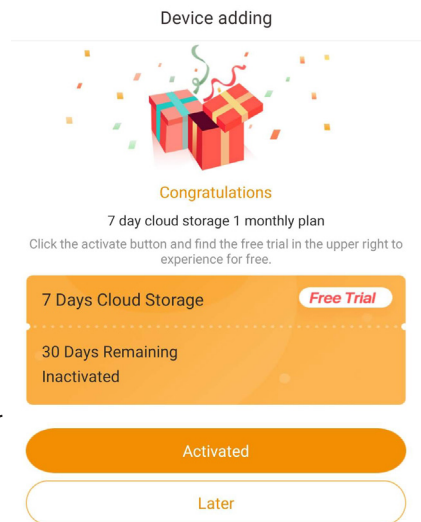 Device adding
Congratulations
7 day cloud storage 1 monthly plan
Click the activate button and find the free trial in the upper right to
experience for free.
7 Days Cloud Storage
Free Trial
30 Days Remaining
Inactivated
Activated
Later